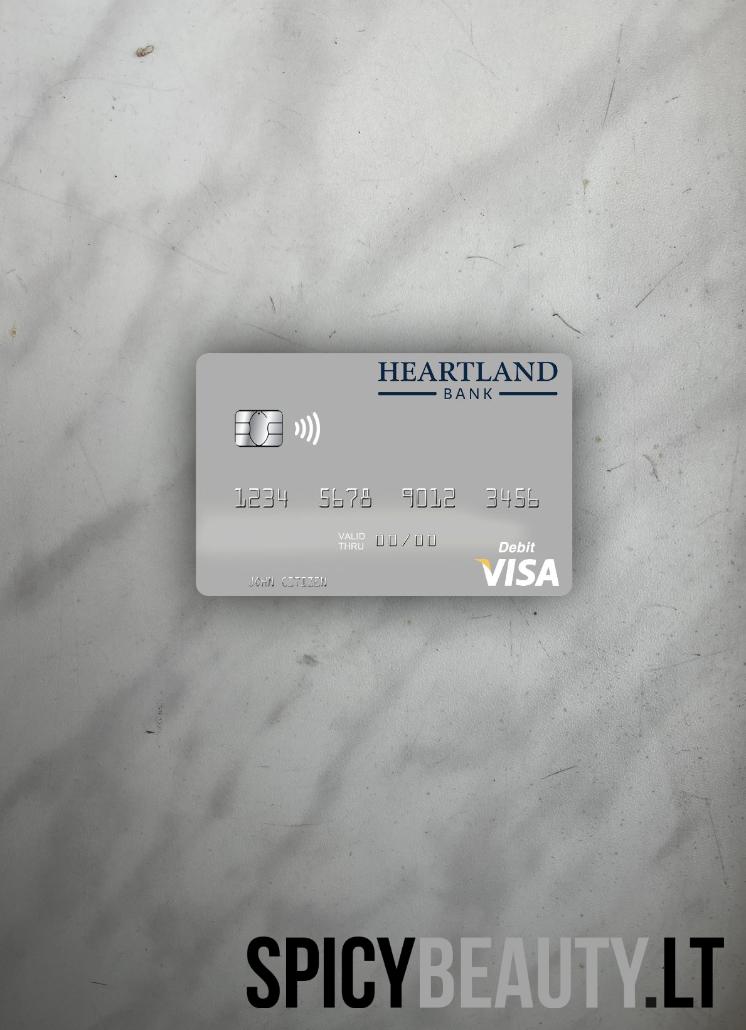 HEARTLAND
BANK
1234 5678 9012 3456
VALID
THRU 00/00
Debit
JOHN CITIZEN
VISA
SPICYBEAUTY.LT